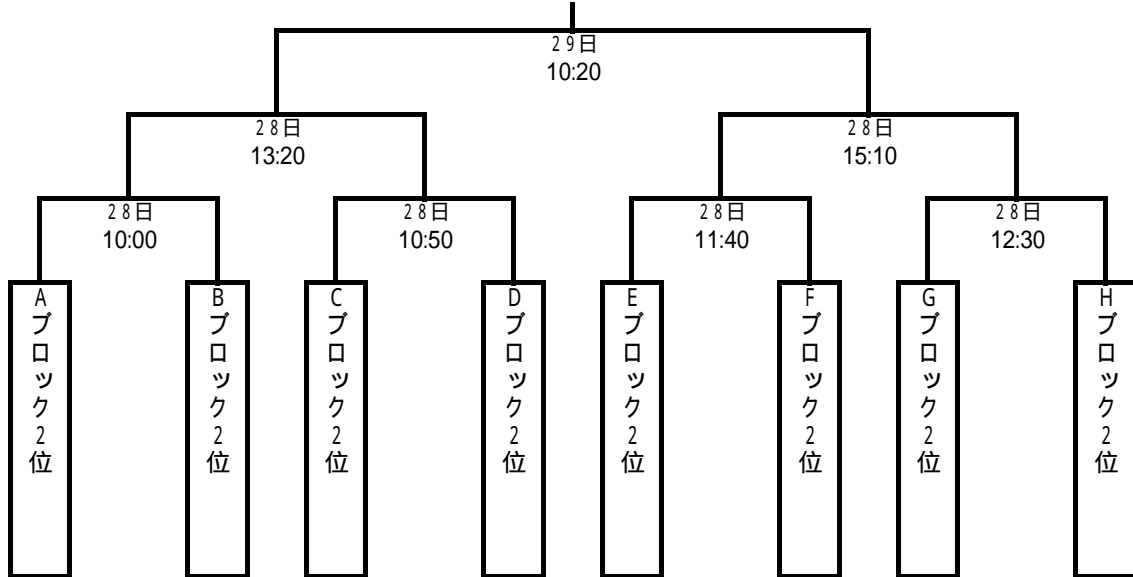 29日
10:20
28日
13:20
28日
15:10
28日
10:00
28日
10:50
28日
11:40
28日
12:30
Aブロック2位
Bブロック2位
Cブロック2位
Dブロック2位
Eブロック2位
Fブロック2位
Gブロック2位
Hブロック2位